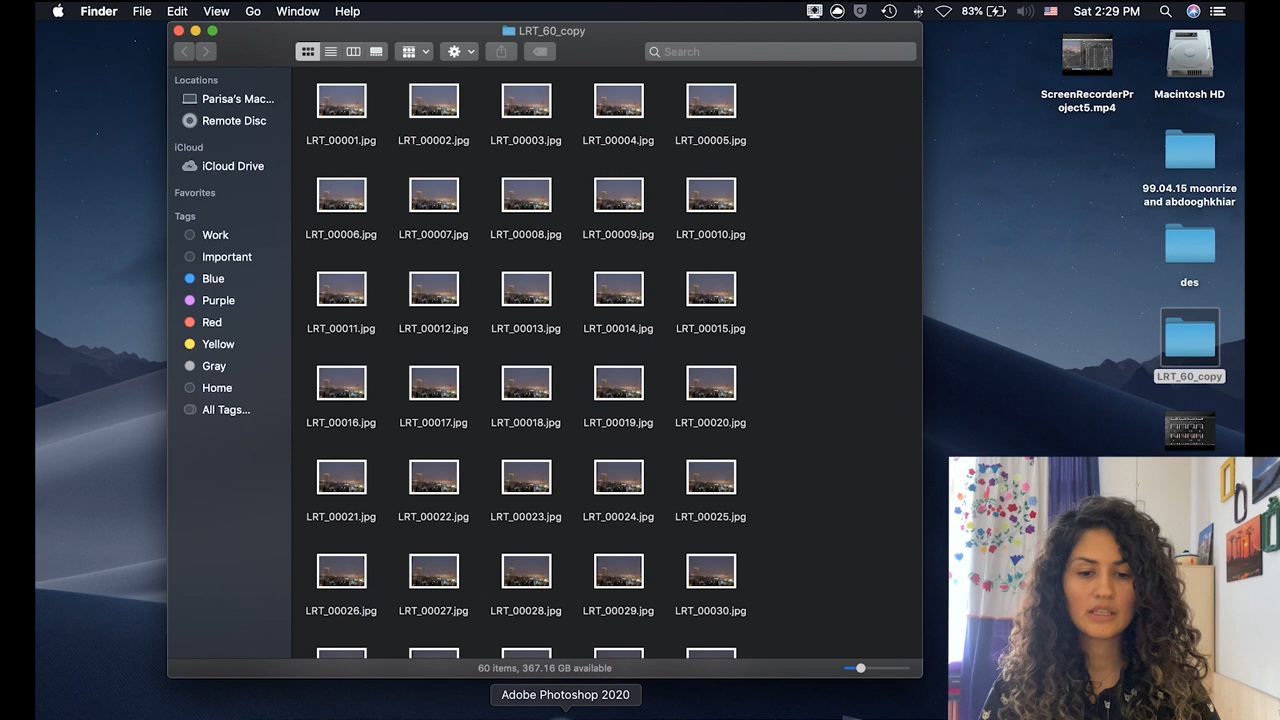 Finder File Edit View Go Window Help 83% Sat 2:29 PM
LRT_60_copy
Search
Locations
Parisa's Mac...
Remote Disc
iCloud
iCloud Drive
Favorites
Tags
Work
Important
Blue
Purple
Red
Yellow
Gray
Home
All Tags...
LRT_00001.jpg LRT_00002.jpg LRT_00003.jpg LRT_00004.jpg LRT_00005.jpg
LRT_00006.jpg LRT_00007.jpg LRT_00008.jpg LRT_00009.jpg LRT_00010.jpg
LRT_00011.jpg LRT_00012.jpg LRT_00013.jpg LRT_00014.jpg LRT_00015.jpg
LRT_00016.jpg LRT_00017.jpg LRT_00018.jpg LRT_00019.jpg LRT_00020.jpg
LRT_00021.jpg LRT_00022.jpg LRT_00023.jpg LRT_00024.jpg LRT_00025.jpg
LRT_00026.jpg LRT_00027.jpg LRT_00028.jpg LRT_00029.jpg LRT_00030.jpg
60 items, 367.16 GB available
Adobe Photoshop 2020
ScreenRecorderPr
oject5.mp4
Macintosh HD
99.04.15 moonrize
and abdooghkhiar
des
LRT_60_copy